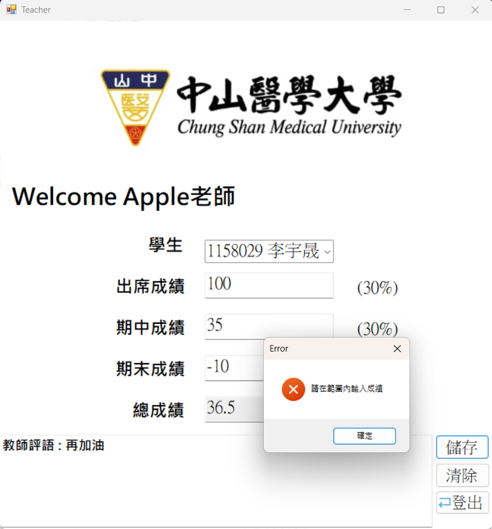 Teacher
山中
醫
中山醫學大學
Chung Shan Medical University
Welcome Apple老師
學生
1158029 李宇晟
出席成績
100
(30%)
期中成績
35
(30%)
期末成績
-10
總成績
36.5
Error
請在範圍內輸入成績
確定
教師評語 : 再加油
儲存
清除
登出